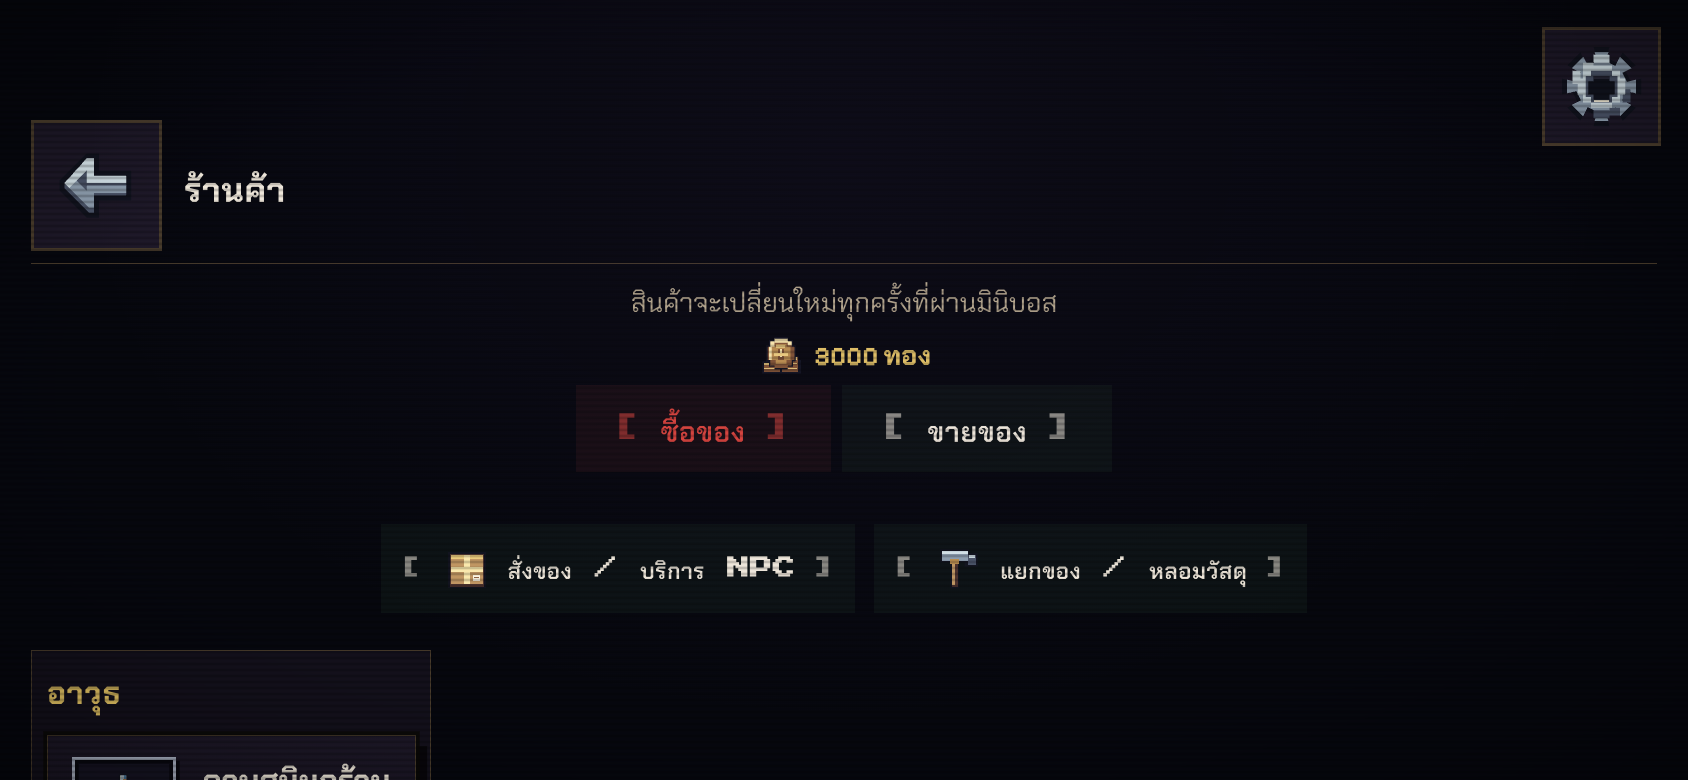 ร้านค้า
สินค้าจะเปลี่ยนใหม่ทุกครั้งที่ผ่านมินิบอส
3000 ทอง
[ ซื้อของ ] [ ขายของ ]
[ สั่งของ / บริการ NPC ] [ แยกของ / หลอมวัสดุ ]
อาวุธ